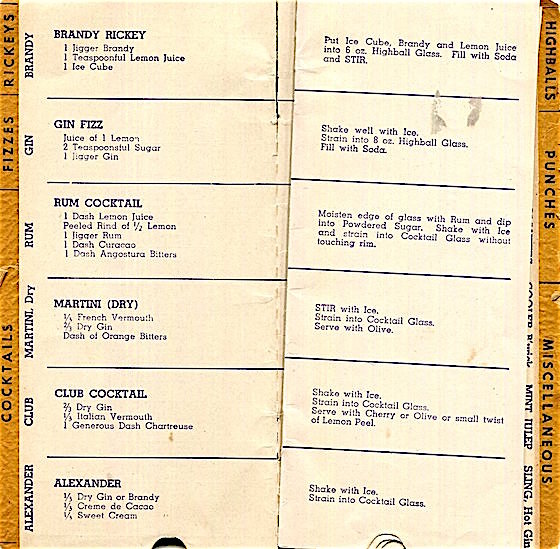 RICKEYS
FIZZES
COCKTAILS
BRANDY
BRANDY RICKEY
1 Jigger Brandy
1 Teaspoonful Lemon Juice
1 Ice Cube
Put Ice Cube, Brandy and Lemon Juice
into 6 oz. Highball Glass. Fill with Soda
and STIR.
GIN
GIN FIZZ
Juice of 1 Lemon
2 Teaspoonsful Sugar
1 Jigger Gin
Shake well with Ice.
Strain into 8 oz. Highball Glass.
Fill with Soda.
RUM
RUM COCKTAIL
1 Dash Lemon Juice
Peeled Rind of ½ Lemon
1 Jigger Rum
1 Dash Curacao
1 Dash Angostura Bitters
Moisten edge of glass with Rum and dip
into Powdered Sugar. Shake with Ice
and strain into Cocktail Glass without
touching rim.
MARTINI, Dry
MARTINI (DRY)
⅓ French Vermouth
⅔ Dry Gin
Dash of Orange Bitters
STIR with Ice.
Strain into Cocktail Glass.
Serve with Olive.
CLUB
CLUB COCKTAIL
⅔ Dry Gin
⅓ Italian Vermouth
1 Generous Dash Chartreuse
Shake with Ice.
Strain into Cocktail Glass.
Serve with Cherry or Olive or small twist
of Lemon Peel.
ALEXANDER
ALEXANDER
⅓ Dry Gin or Brandy
⅓ Creme de Cacao
⅓ Sweet Cream
Shake with Ice.
Strain into Cocktail Glass.
HIGHBALLS
PUNCHES
MISCELLANEOUS
MINT JULEP
SLING, Hot Gin